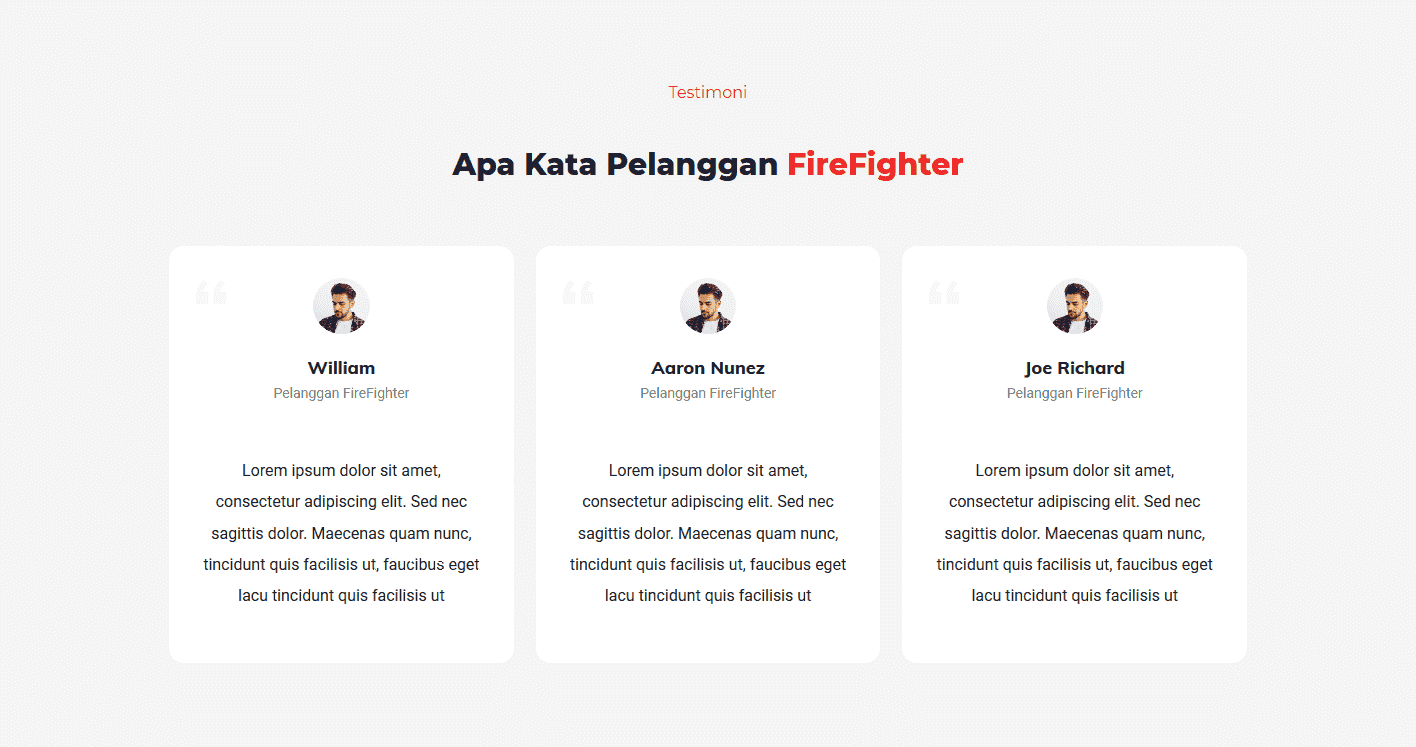 Testimoni
Apa Kata Pelanggan FireFighter
William
Pelanggan FireFighter
Lorem ipsum dolor sit amet,
consectetur adipiscing elit. Sed nec
sagittis dolor. Maecenas quam nunc,
tincidunt quis facilisis ut, faucibus eget
lacu tincidunt quis facilisis ut
Aaron Nunez
Pelanggan FireFighter
Lorem ipsum dolor sit amet,
consectetur adipiscing elit. Sed nec
sagittis dolor. Maecenas quam nunc,
tincidunt quis facilisis ut, faucibus eget
lacu tincidunt quis facilisis ut
Joe Richard
Pelanggan FireFighter
Lorem ipsum dolor sit amet,
consectetur adipiscing elit. Sed nec
sagittis dolor. Maecenas quam nunc,
tincidunt quis facilisis ut, faucibus eget
lacu tincidunt quis facilisis ut